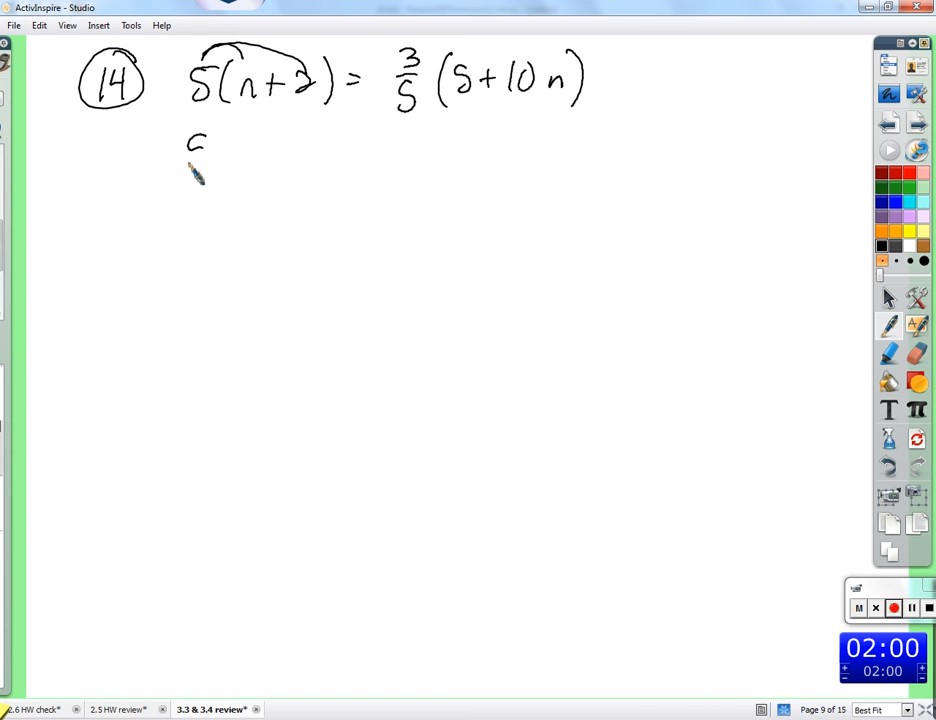 ActivInspire - Studio
File Edit View Insert Tools Help
14 5(n+2) = 3/5 (5+10n)
M
02:00
02:00
2.6 HW check* 2.5 HW review* 3.3 & 3.4 review* Page 9 of 15 Best Fit